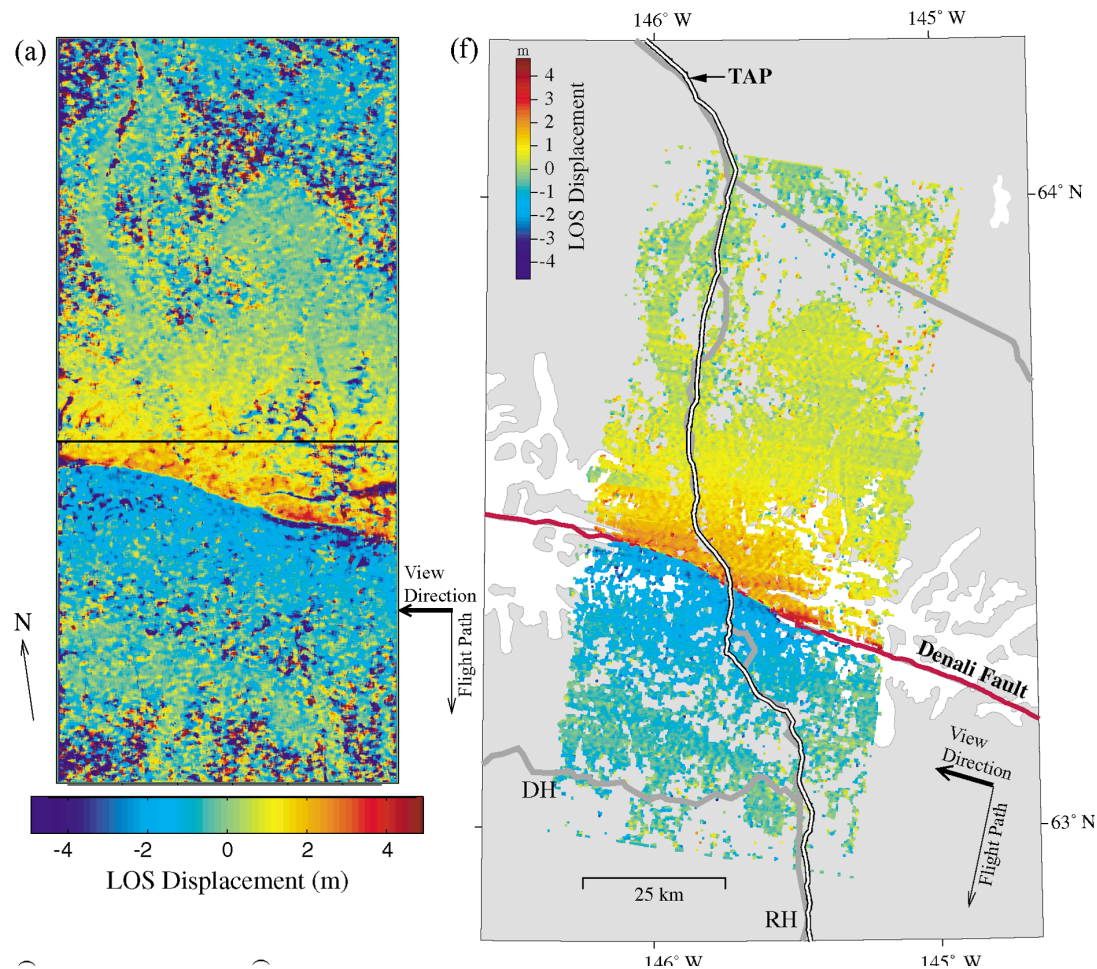 (a)
N
View
Direction
Flight Path
-4
-2
0
2
4
LOS Displacement (m)
146° W
145° W
(f)
m
4
3
2
1
0
-1
-2
-3
-4
LOS Displacement
TAP
64° N
Denali Fault
View
Direction
Flight Path
DH
63° N
25 km
RH
146° W
145° W